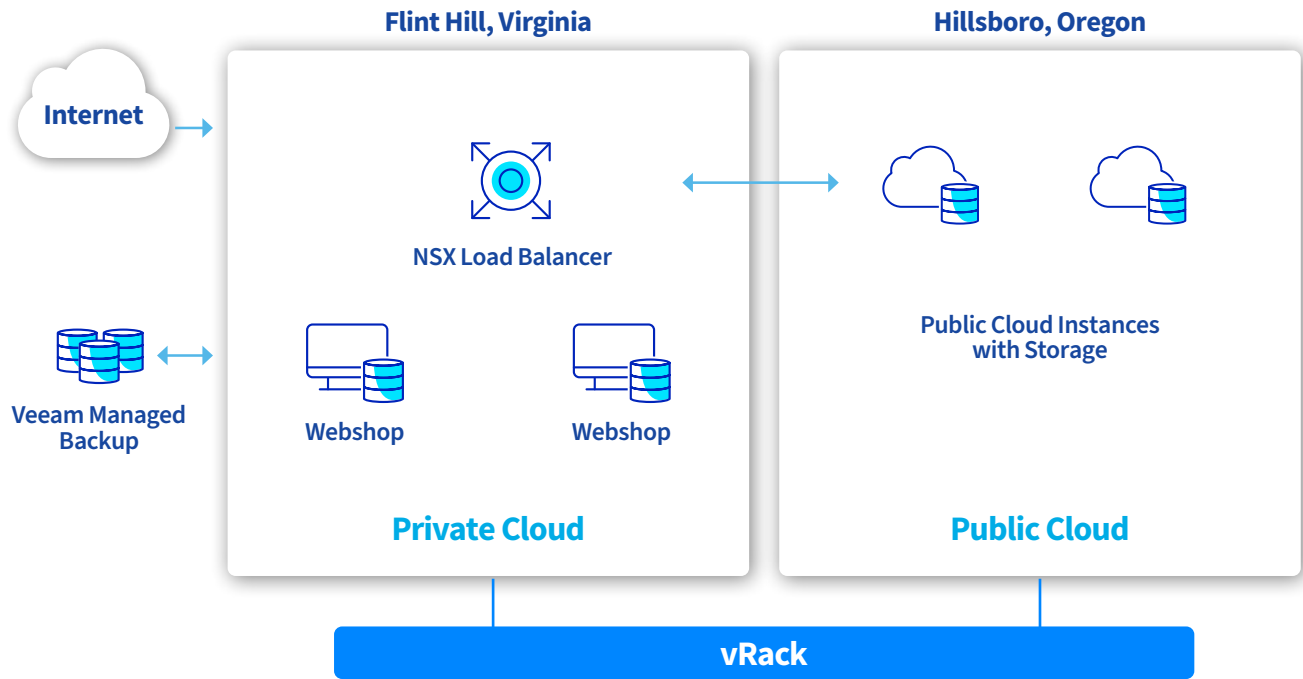 Flint Hill, Virginia
Hillsboro, Oregon
Internet
NSX Load Balancer
Public Cloud Instances
with Storage
Veeam Managed
Backup
Webshop
Webshop
Private Cloud
Public Cloud
vRack